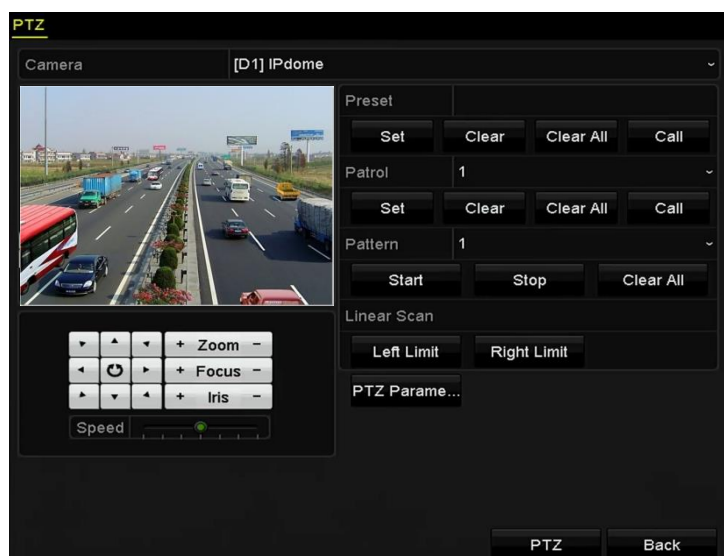 PTZ
Camera [D1] IPdome
Preset
Set Clear Clear All Call
Patrol 1
Set Clear Clear All Call
Pattern 1
Start Stop Clear All
Linear Scan
Left Limit Right Limit
PTZ Parame...
+ Zoom -
+ Focus -
+ Iris -
Speed
PTZ Back